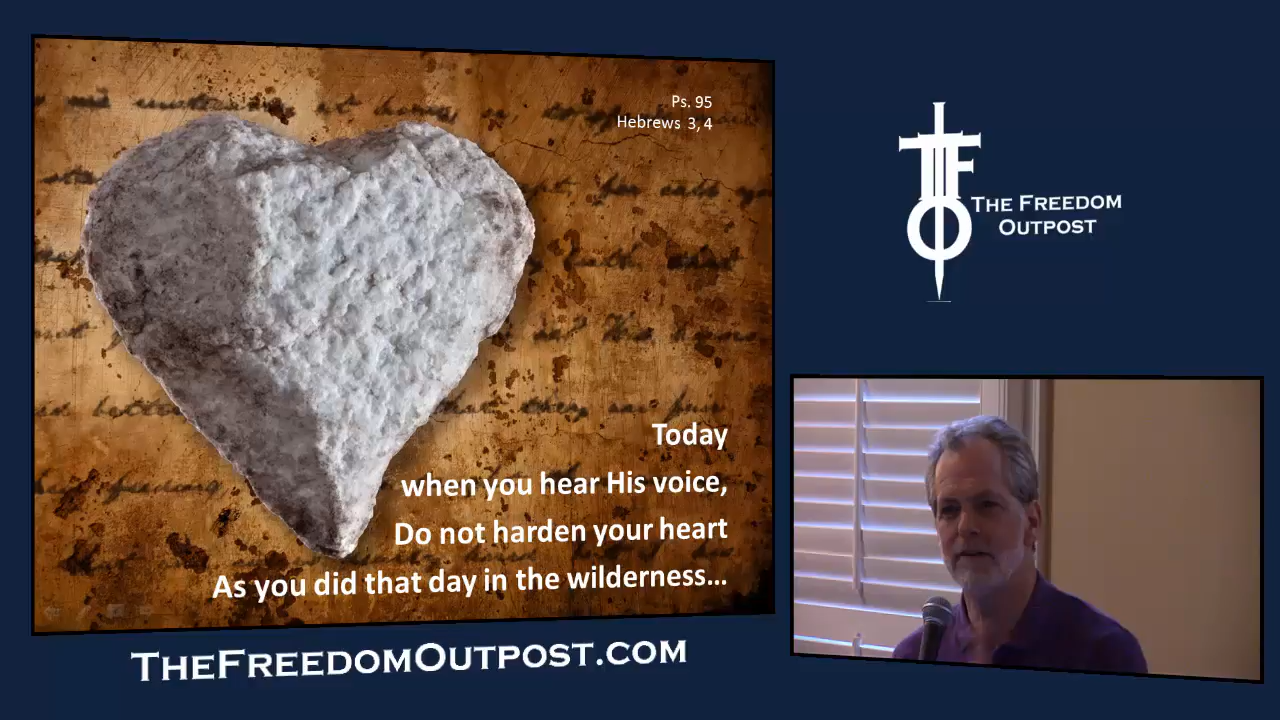 Ps. 95
Hebrews 3, 4
Today
when you hear His voice,
Do not harden your heart
As you did that day in the wilderness...
THEFREEDOMOUTPOST.COM
TFO
THE FREEDOM
OUTPOST